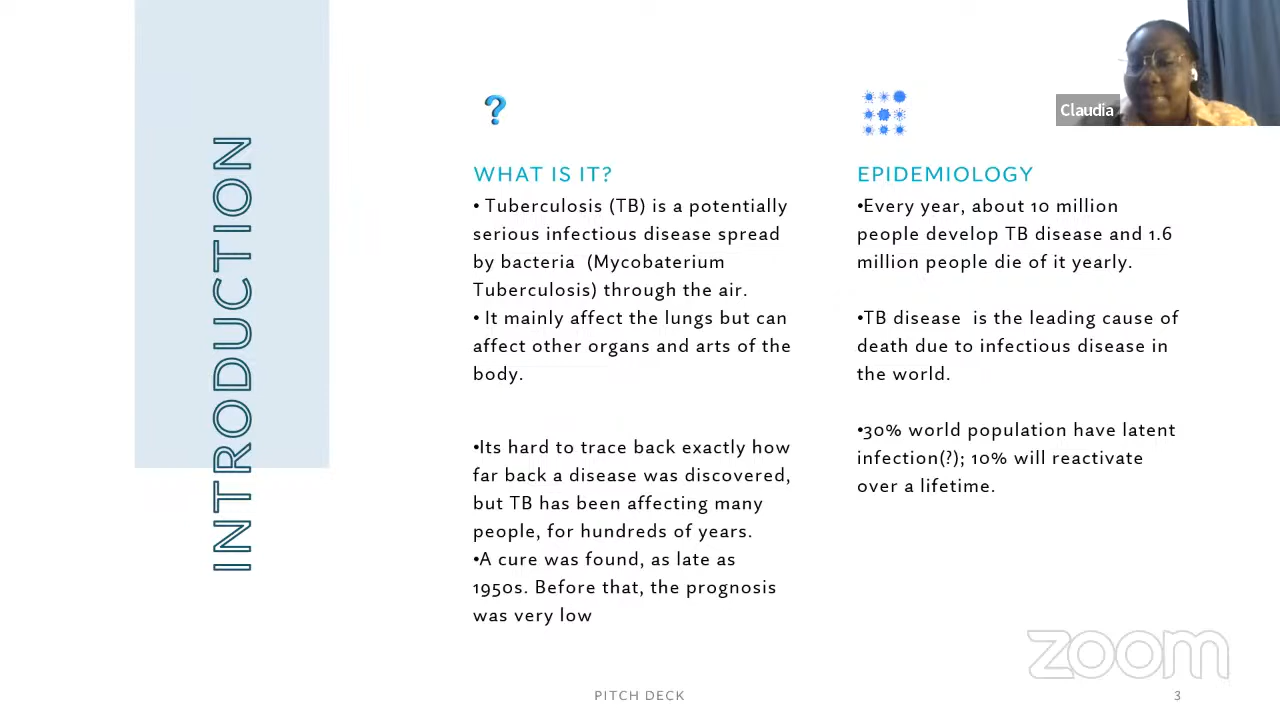 INTRODUCTION
?
WHAT IS IT?
• Tuberculosis (TB) is a potentially
serious infectious disease spread
by bacteria (Mycobaterium
Tuberculosis) through the air.
• It mainly affect the lungs but can
affect other organs and arts of the
body.
•Its hard to trace back exactly how
far back a disease was discovered,
but TB has been affecting many
people, for hundreds of years.
•A cure was found, as late as
1950s. Before that, the prognosis
was very low
EPIDEMIOLOGY
•Every year, about 10 million
people develop TB disease and 1.6
million people die of it yearly.
•TB disease is the leading cause of
death due to infectious disease in
the world.
•30% world population have latent
infection(?); 10% will reactivate
over a lifetime.
Claudia
zoom
PITCH DECK
3